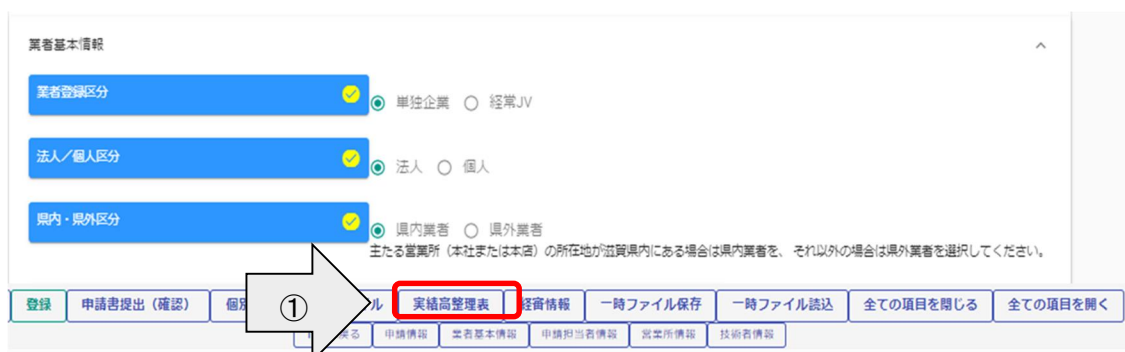 業者基本情報
業者登録区分
単独企業 経常JV
法人／個人区分
法人 個人
県内・県外区分
県内業者 県外業者
主たる営業所（本社または本店）の所在地が滋賀県内にある場合は県内業者を、それ以外の場合は県外業者を選択してください。
登録 申請書提出（確認） 個別 ① ル 実績高整理表 経審情報 一時ファイル保存 一時ファイル読込 全ての項目を閉じる 全ての項目を開く
戻る 申請情報 業者基本情報 申請担当者情報 営業所情報 技術者情報